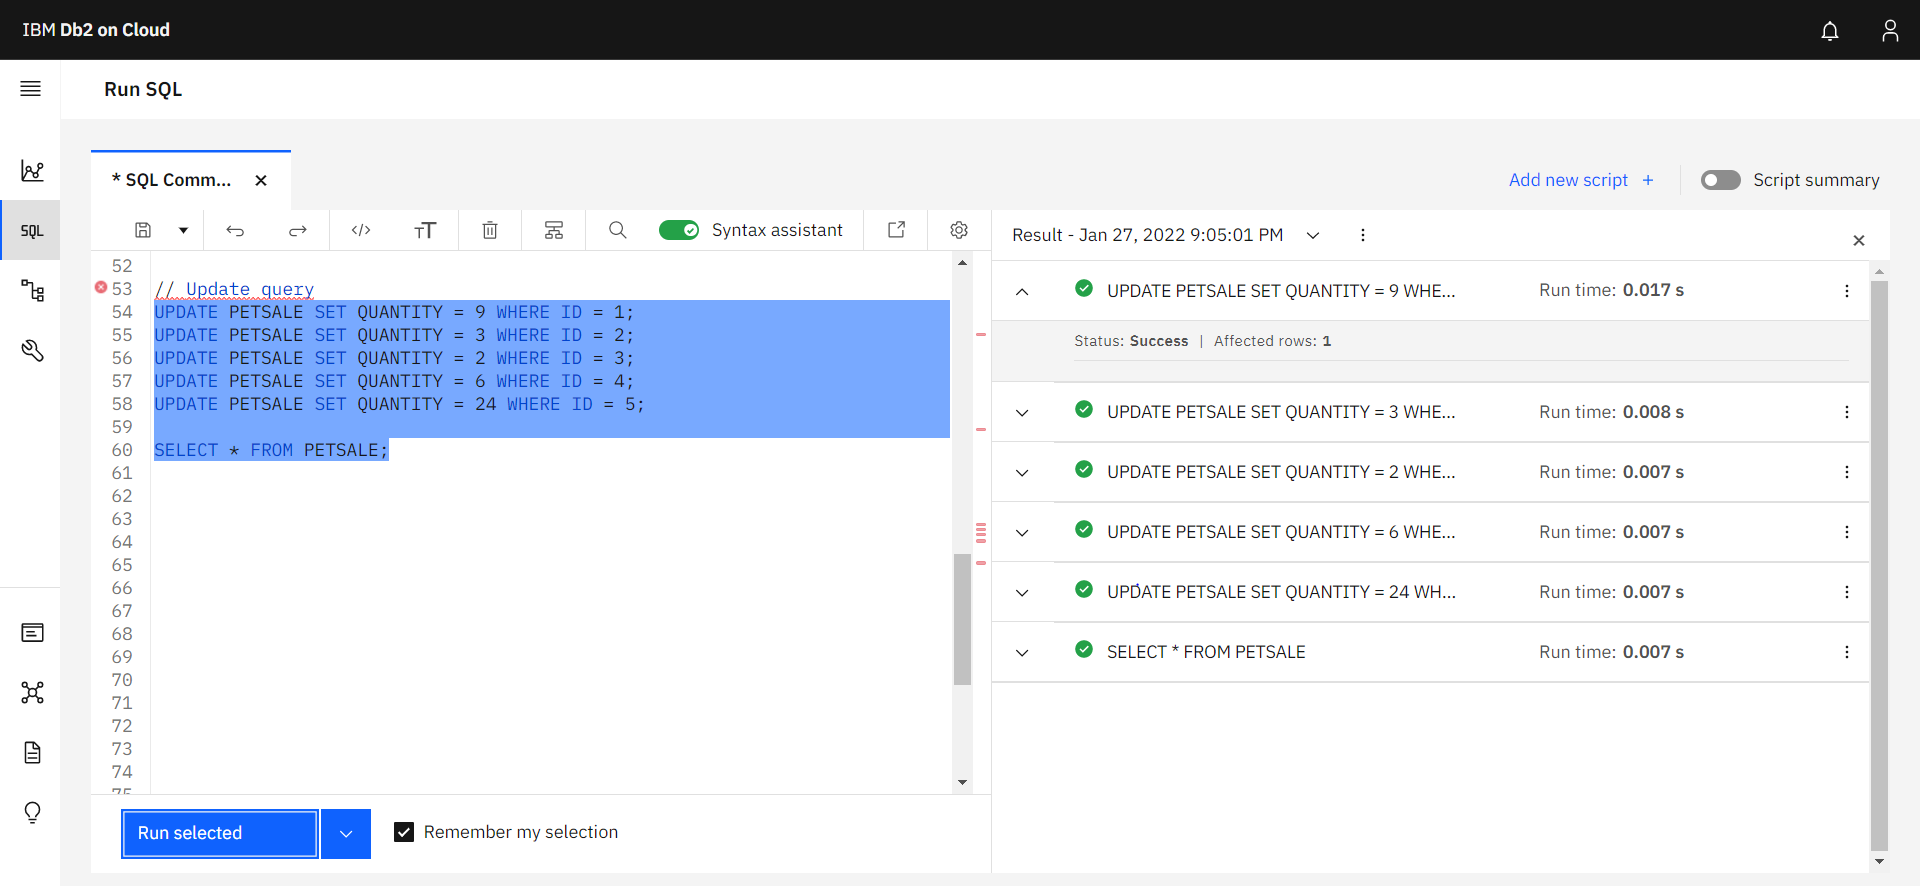 IBM Db2 on Cloud
Run SQL
* SQL Comm...
Add new script +
Script summary
SQL
Syntax assistant
Result - Jan 27, 2022 9:05:01 PM
52
53 // Update query
54 UPDATE PETSALE SET QUANTITY = 9 WHERE ID = 1;
55 UPDATE PETSALE SET QUANTITY = 3 WHERE ID = 2;
56 UPDATE PETSALE SET QUANTITY = 2 WHERE ID = 3;
57 UPDATE PETSALE SET QUANTITY = 6 WHERE ID = 4;
58 UPDATE PETSALE SET QUANTITY = 24 WHERE ID = 5;
59
60 SELECT * FROM PETSALE;
61
62
63
64
65
66
67
68
69
70
71
72
73
74
75
UPDATE PETSALE SET QUANTITY = 9 WHE... Run time: 0.017 s
Status: Success | Affected rows: 1
UPDATE PETSALE SET QUANTITY = 3 WHE... Run time: 0.008 s
UPDATE PETSALE SET QUANTITY = 2 WHE... Run time: 0.007 s
UPDATE PETSALE SET QUANTITY = 6 WHE... Run time: 0.007 s
UPDATE PETSALE SET QUANTITY = 24 WH... Run time: 0.007 s
SELECT * FROM PETSALE Run time: 0.007 s
Run selected
Remember my selection